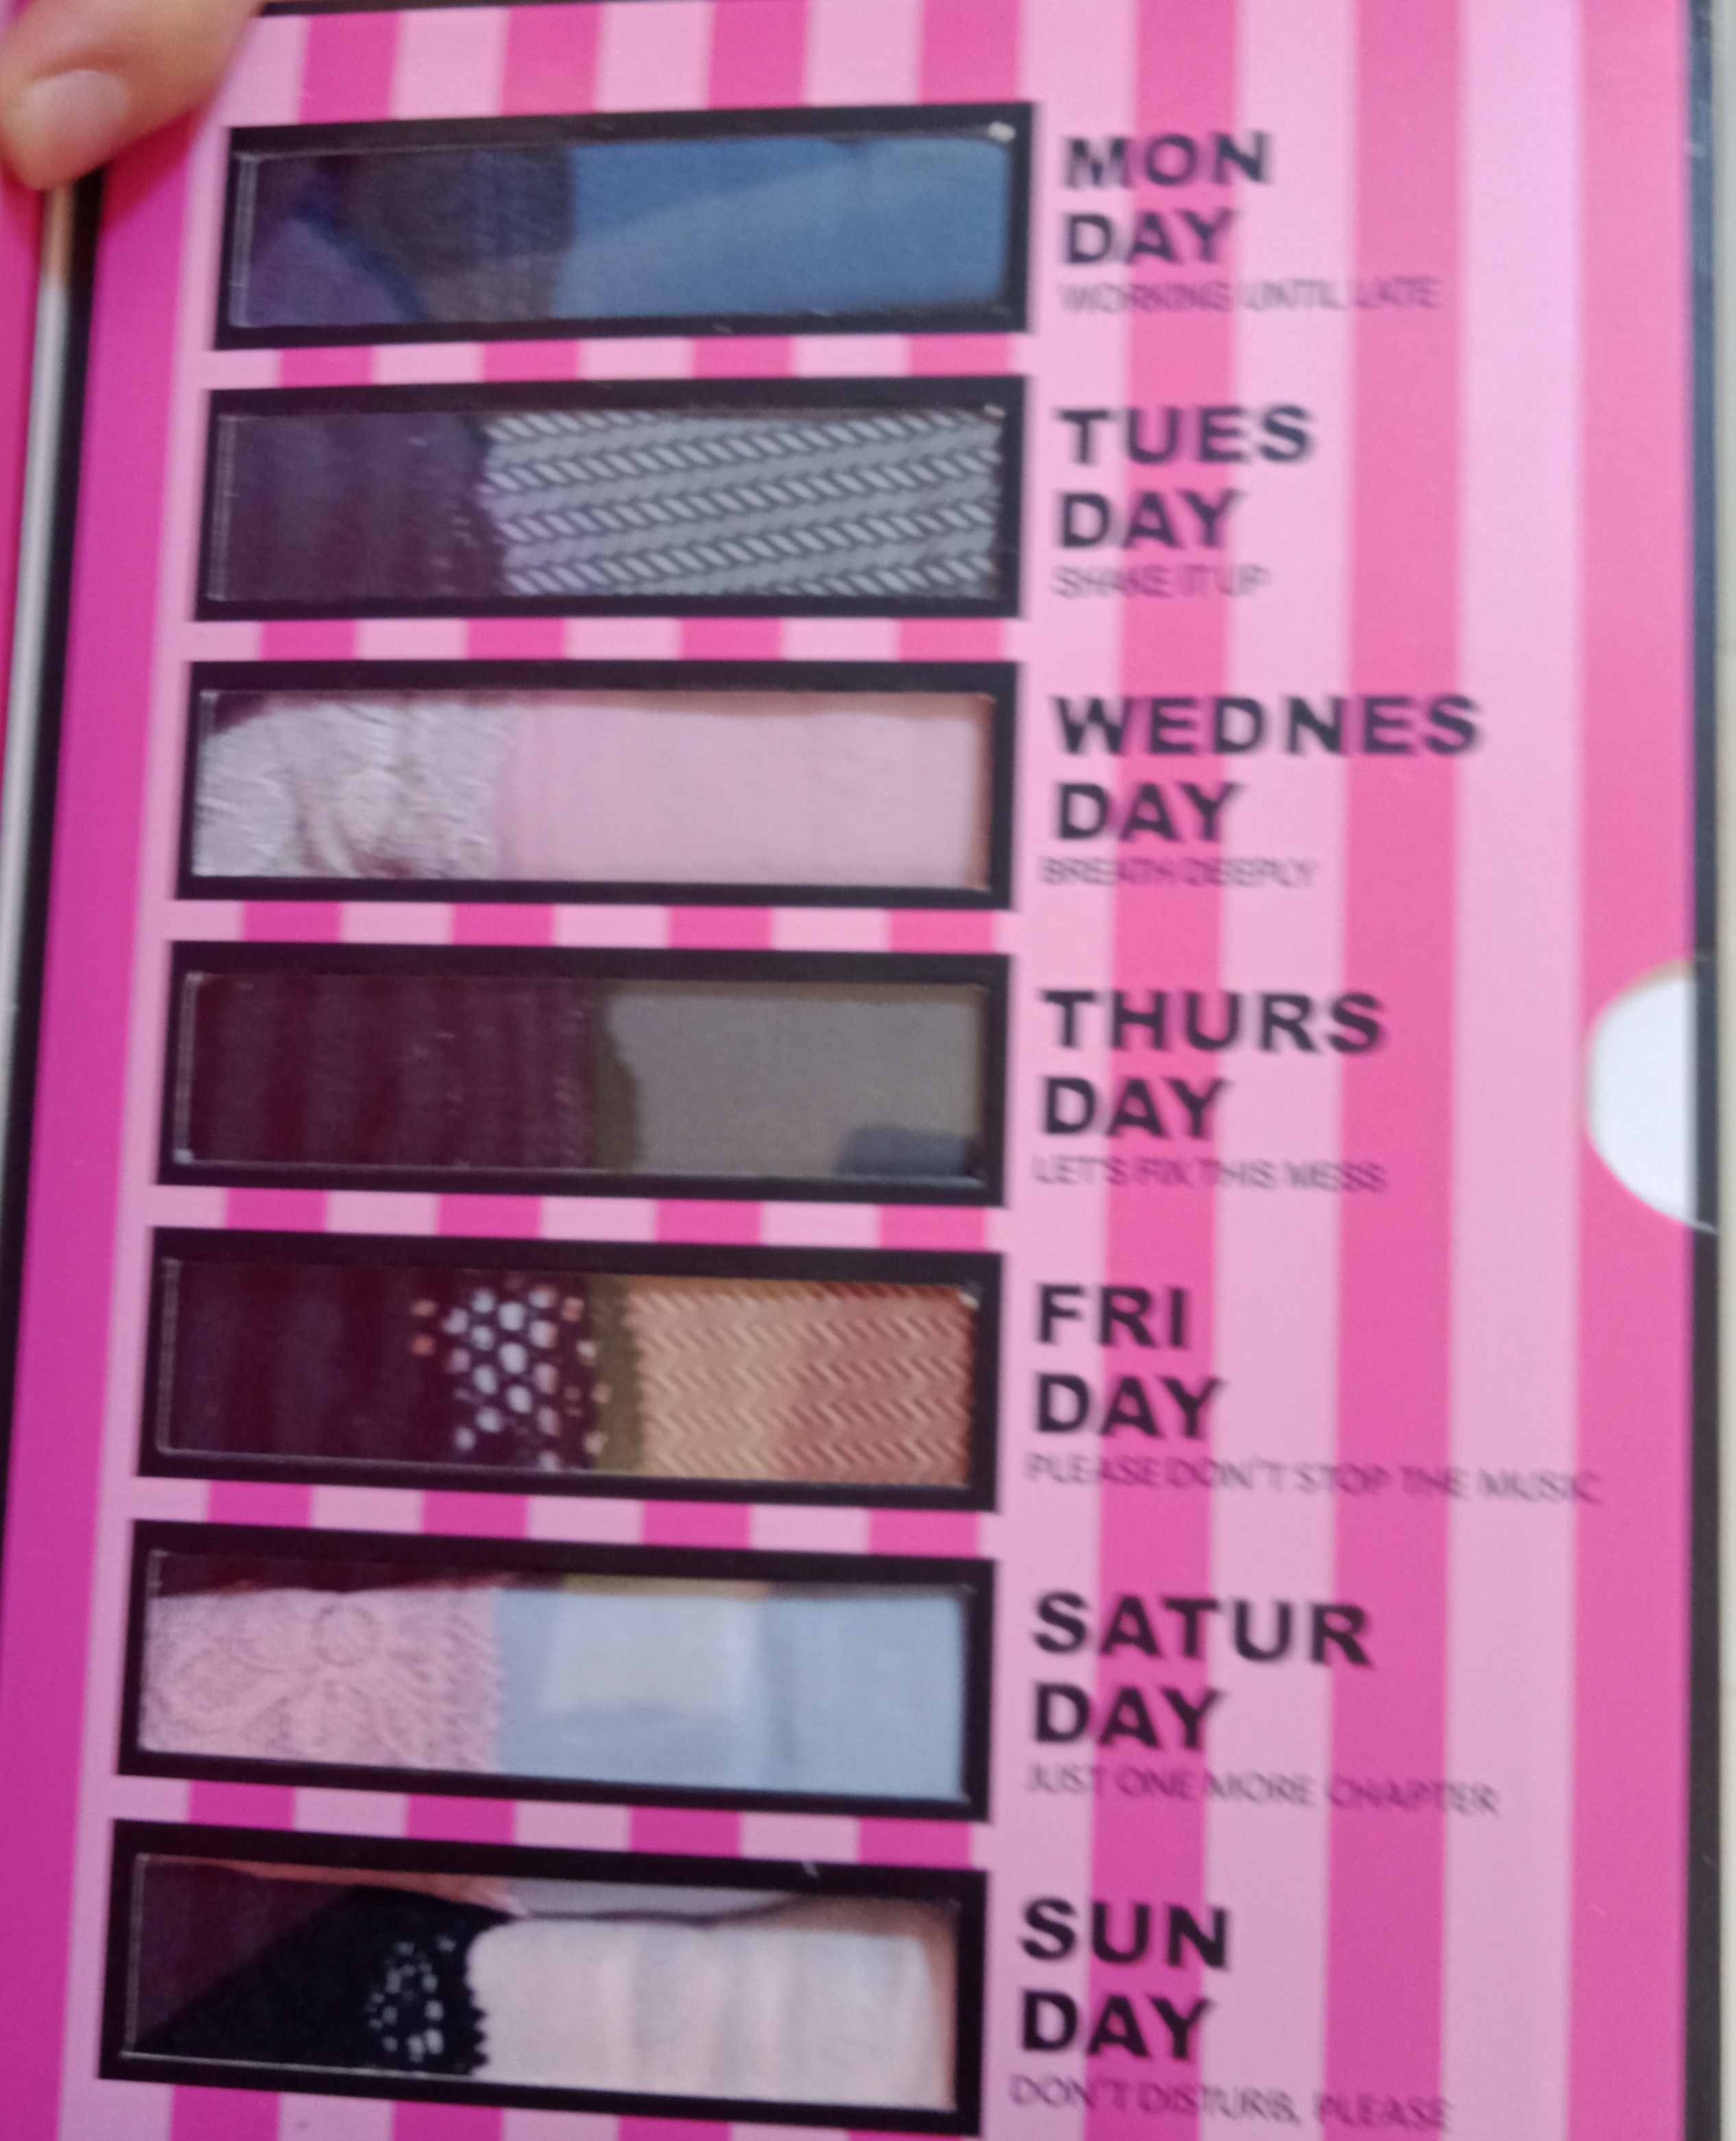 MON
DAY
WORKING UNTIL LATE
TUES
DAY
SHAKE IT UP
WEDNES
DAY
BREATH DEEPLY
THURS
DAY
LET'S FIX THIS MESS
FRI
DAY
PLEASE DON'T STOP THE MUSIC
SATUR
DAY
JUST ONE MORE CHAPTER
SUN
DAY
DON'T DISTURB, PLEASE